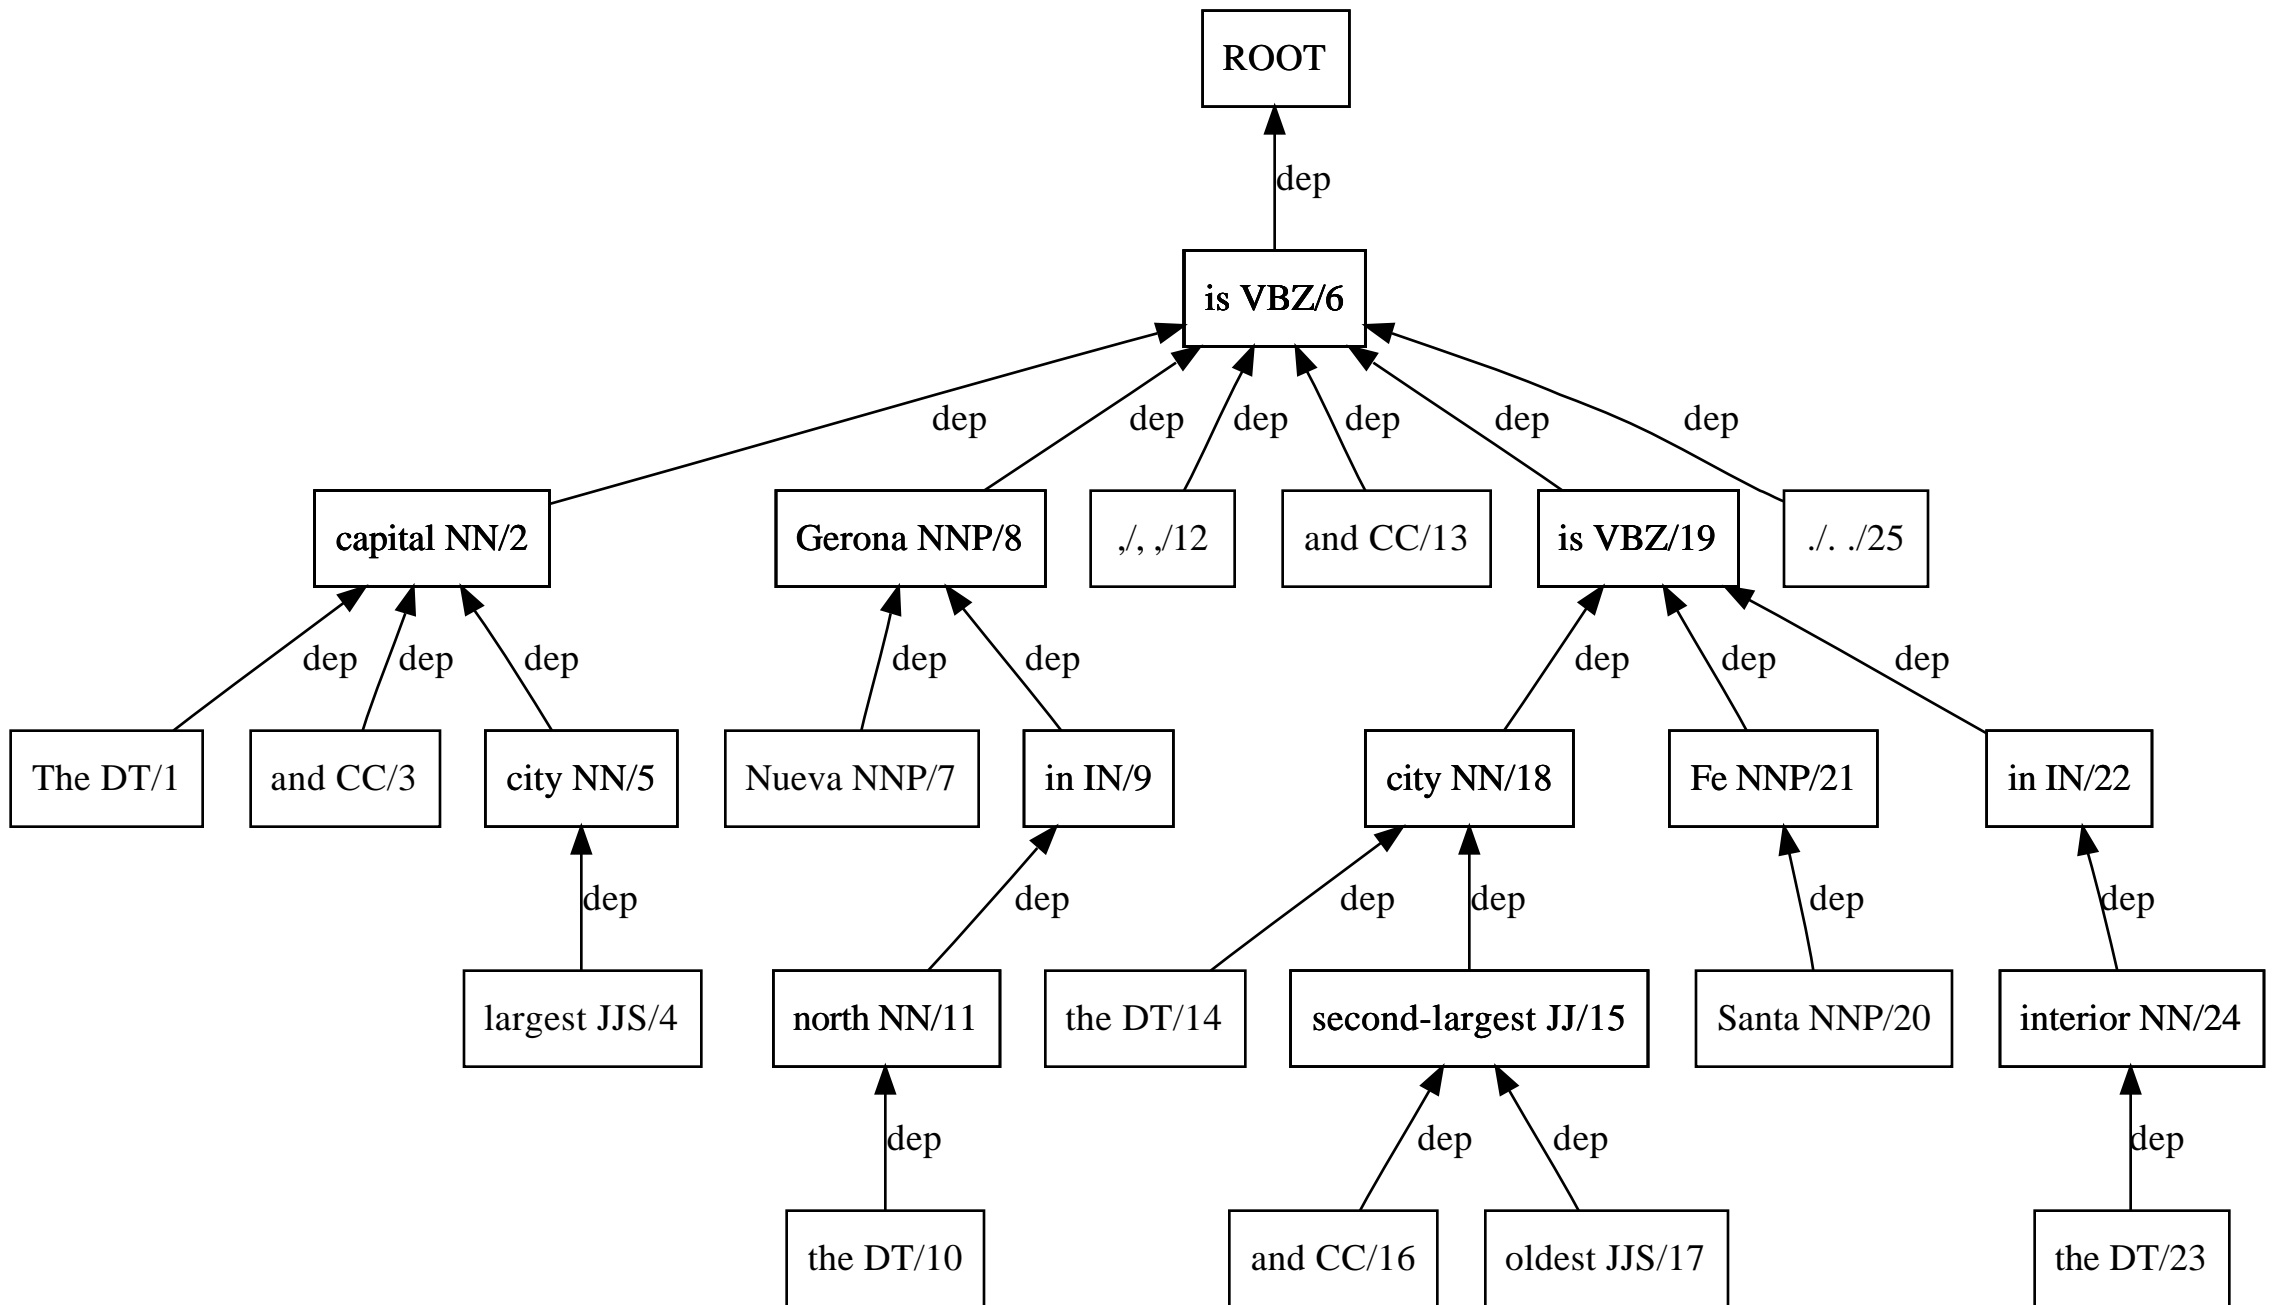 ROOT
dep
is VBZ/6
dep dep dep dep dep dep
capital NN/2 Gerona NNP/8 ,/, ,/12 and CC/13 is VBZ/19 ./. ./25
dep dep dep dep dep dep dep dep
The DT/1 and CC/3 city NN/5 Nueva NNP/7 in IN/9 city NN/18 Fe NNP/21 in IN/22
dep dep dep dep dep dep
largest JJS/4 north NN/11 the DT/14 second-largest JJ/15 Santa NNP/20 interior NN/24
dep dep dep dep
the DT/10 and CC/16 oldest JJS/17 the DT/23